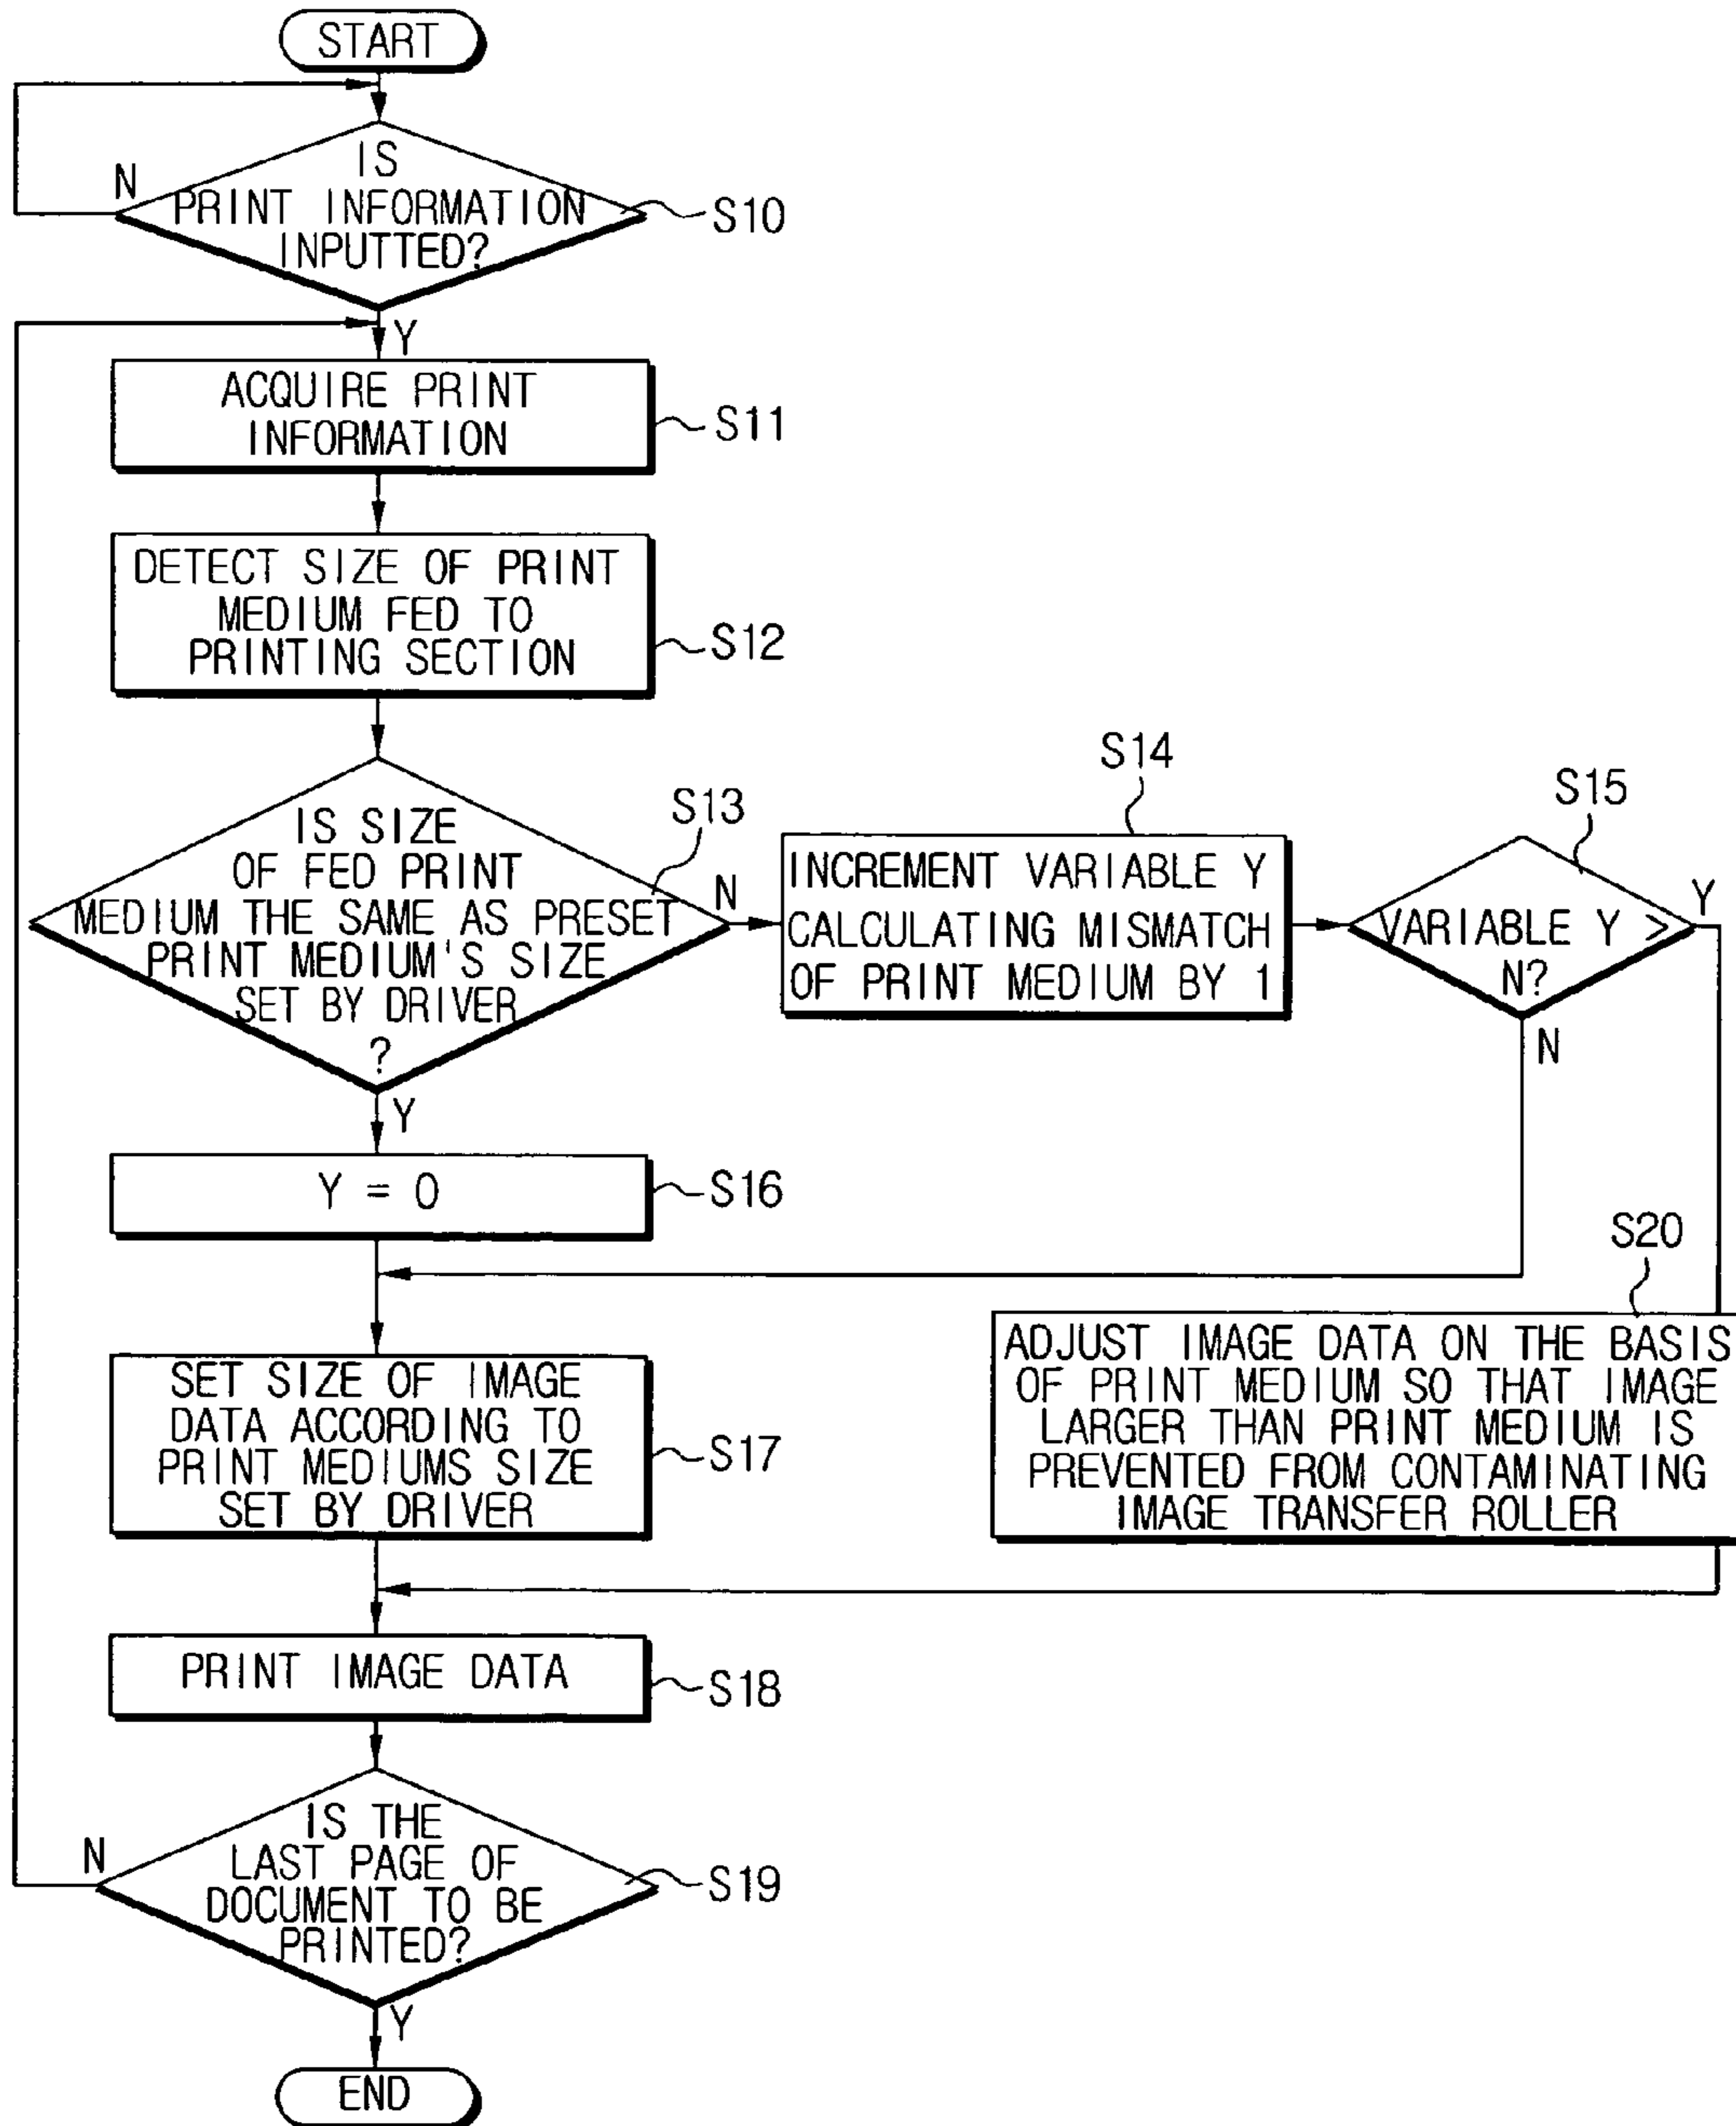 START
IS
PRINT INFORMATION
INPUTTED?
N
S10
Y
ACQUIRE PRINT
INFORMATION
S11
DETECT SIZE OF PRINT
MEDIUM FED TO
PRINTING SECTION
S12
IS SIZE
OF FED PRINT
MEDIUM THE SAME AS PRESET
PRINT MEDIUM'S SIZE
SET BY DRIVER
?
S13
N
Y
S14
INCREMENT VARIABLE Y
CALCULATING MISMATCH
OF PRINT MEDIUM BY 1
S15
VARIABLE Y >
N?
Y
N
Y = 0
S16
S20
ADJUST IMAGE DATA ON THE BASIS
OF PRINT MEDIUM SO THAT IMAGE
LARGER THAN PRINT MEDIUM IS
PREVENTED FROM CONTAMINATING
IMAGE TRANSFER ROLLER
SET SIZE OF IMAGE
DATA ACCORDING TO
PRINT MEDIUMS SIZE
SET BY DRIVER
S17
PRINT IMAGE DATA
S18
IS THE
LAST PAGE OF
DOCUMENT TO BE
PRINTED?
N
S19
Y
END